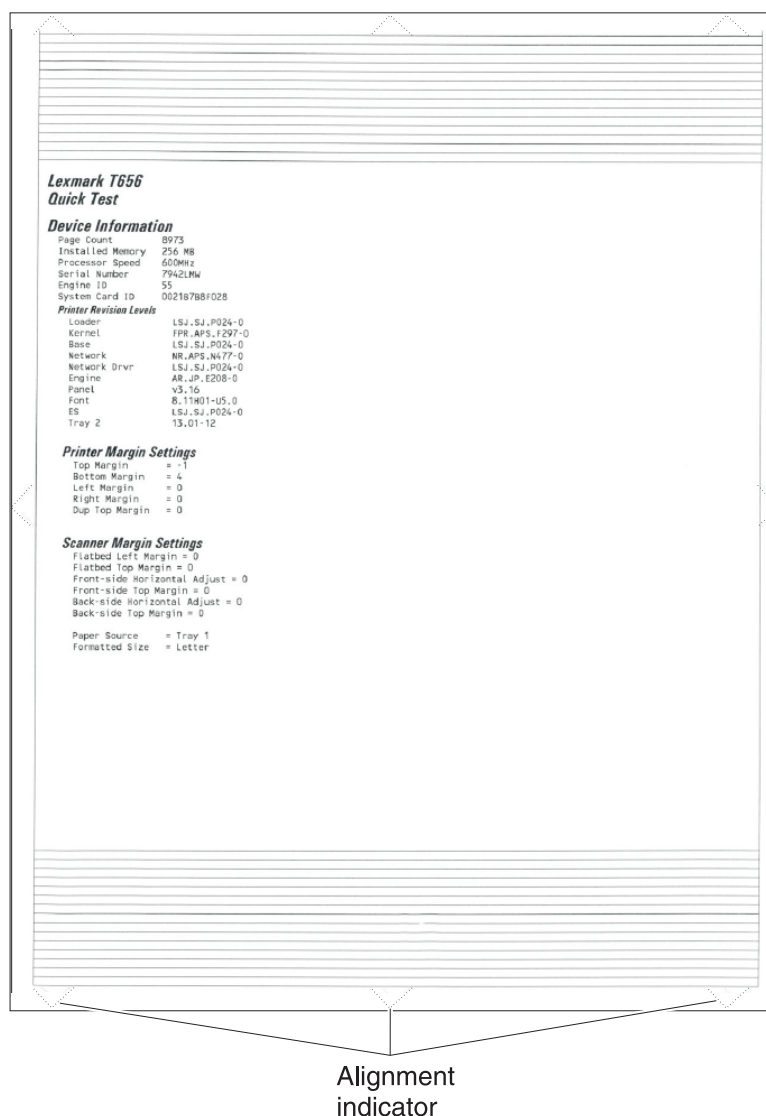 Lexmark T656
Quick Test
Device Information
Page Count 8973
Installed Memory 256 MB
Processor Speed 600MHz
Serial Number 7942LMW
Engine ID 55
System Card ID 0021B7B8F028
Printer Revision Levels
Loader LSJ.SJ.P024-0
Kernel FPR.APS.F297-0
Base LSJ.SJ.P024-0
Network NR.APS.N477-0
Network Drvr LSJ.SJ.P024-0
Engine AR.JP.E208-0
Panel v3.16
Font 8.11H01-U5.0
ES LSJ.SJ.P024-0
Tray 2 13.01-12
Printer Margin Settings
Top Margin = -1
Bottom Margin = 4
Left Margin = 0
Right Margin = 0
Dup Top Margin = 0
Scanner Margin Settings
Flatbed Left Margin = 0
Flatbed Top Margin = 0
Front-side Horizontal Adjust = 0
Front-side Top Margin = 0
Back-side Horizontal Adjust = 0
Back-side Top Margin = 0
Paper Source = Tray 1
Formatted Size = Letter
Alignment
indicator